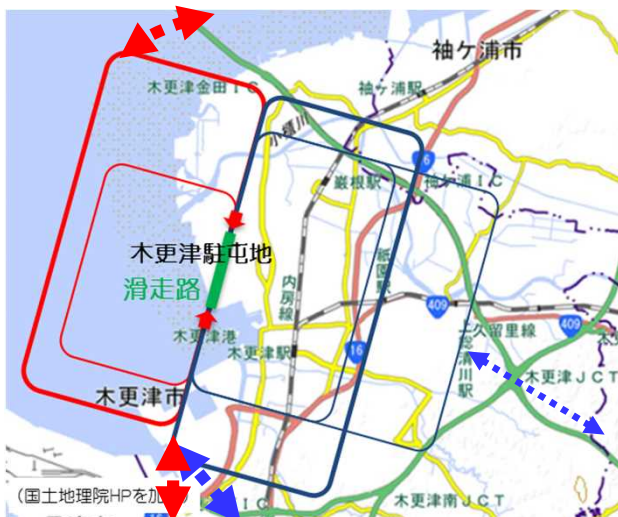 袖ケ浦市
木更津金田IC
袖ケ浦駅
小櫃川
16
巌根駅
袖ケ浦IC
木更津駐屯地
祇園駅
滑走路
内房線
409
木更津港
久留里線
409
木更津駅
16
上総清川駅
木更津JCT
木更津市
(国土地理院HPを加
IC
木更津南JCT
16